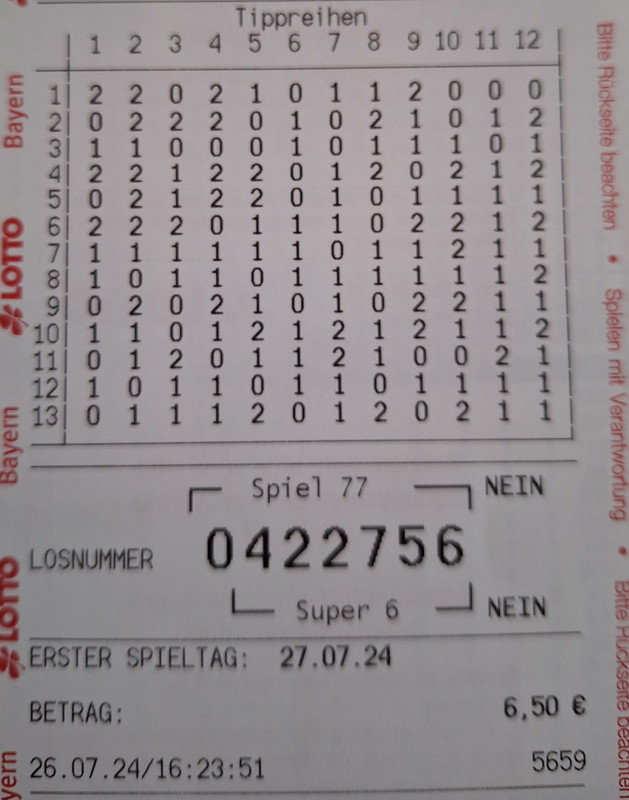 Tippreihen
1 2 3 4 5 6 7 8 9 10 11 12
1 2 2 0 2 1 0 1 1 2 0 0 0
2 0 2 2 2 0 1 0 2 1 0 1 2
3 1 1 0 0 0 1 0 1 1 1 0 1
4 2 2 1 2 2 0 1 2 0 2 1 2
5 0 2 1 2 2 0 1 0 1 1 1 1
6 2 2 2 0 1 1 1 0 2 2 1 2
7 1 1 1 1 1 1 0 1 1 2 1 1
8 1 0 1 1 0 1 1 1 1 1 1 2
9 0 2 0 2 1 0 1 0 2 2 1 1
10 1 1 0 1 2 1 2 1 2 1 1 2
11 0 1 2 0 1 1 2 1 0 0 2 1
12 1 0 1 1 0 1 1 0 1 1 1 1
13 0 1 1 1 2 0 1 2 0 2 1 1
Spiel 77 NEIN
LOSNUMMER 0422756
Super 6 NEIN
ERSTER SPIELTAG: 27.07.24
BETRAG: 6,50 €
26.07.24/16:23:51 5659
Bayern
LOTTO
Bayern
LOTTO
yern
Bitte Rückseite beachten • Spielen mit Verantwortung • Bitte Rückseite beachten